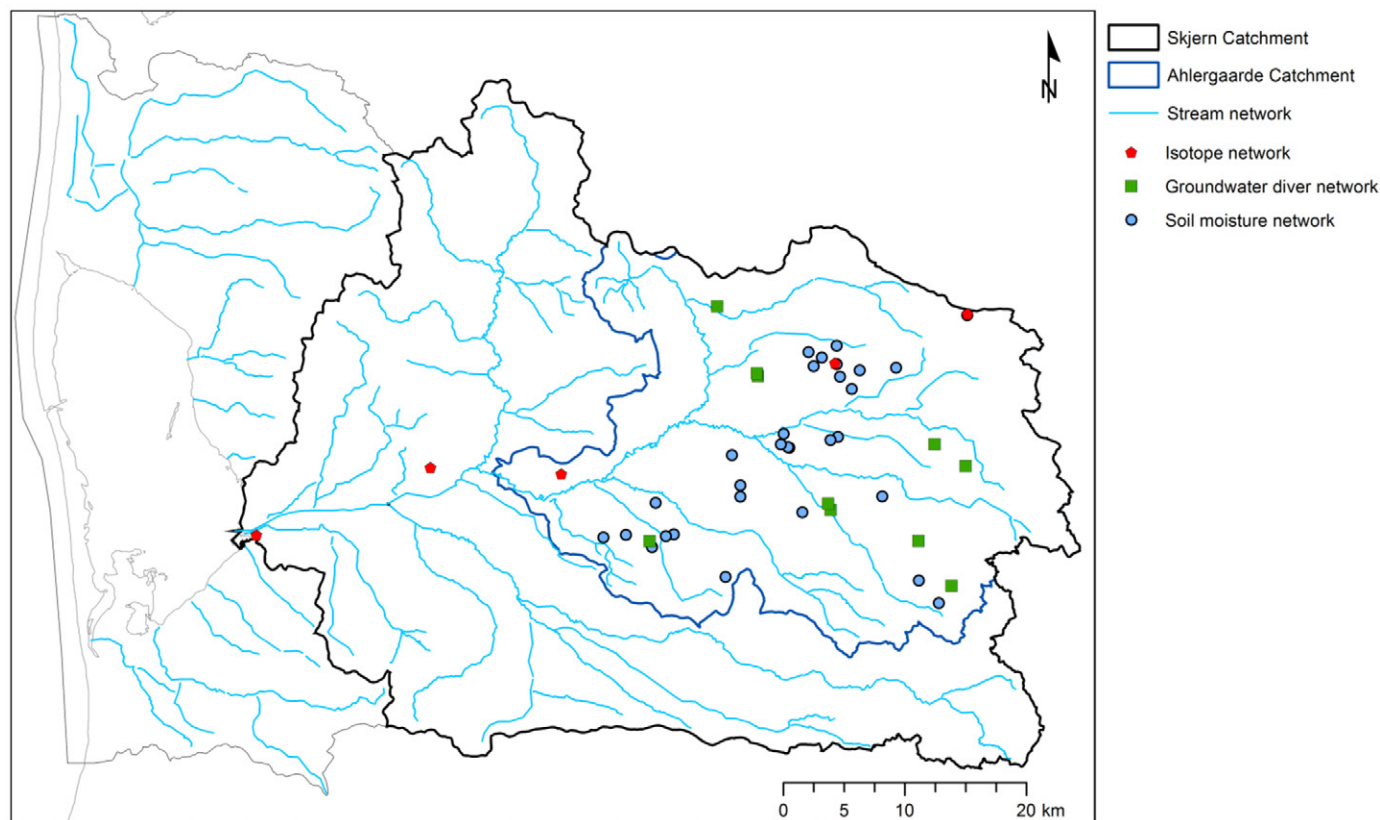 N
Skjern Catchment
Ahlergaarde Catchment
Stream network
Isotope network
Groundwater diver network
Soil moisture network
0 5 10 20 km